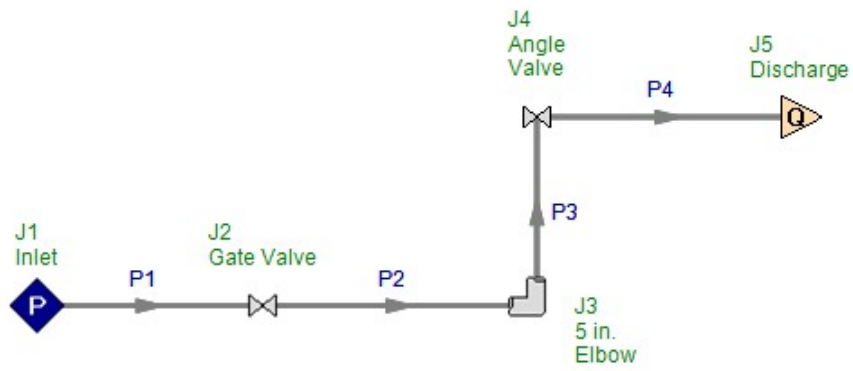 J4
Angle
Valve
J5
Discharge
P4
Q
P3
J1
Inlet
J2
Gate Valve
P1
P2
P
J3
5 in.
Elbow